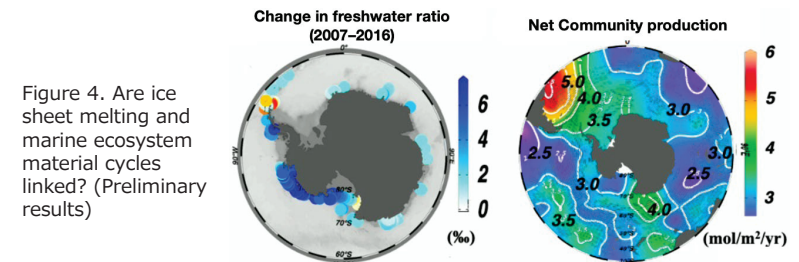 Figure 4. Are ice
sheet melting and
marine ecosystem
material cycles
linked? (Preliminary
results)
Change in freshwater ratio
(2007–2016)
0°
90°W
90°E
80°S
70°S
60°S
6
4
2
0
(‰)
Net Community production
5.0
4.0
3.5
3.0
2.5
3.0
2.5
3.0
4.0
3.5
6
5
4
3
(mol/m²/yr)